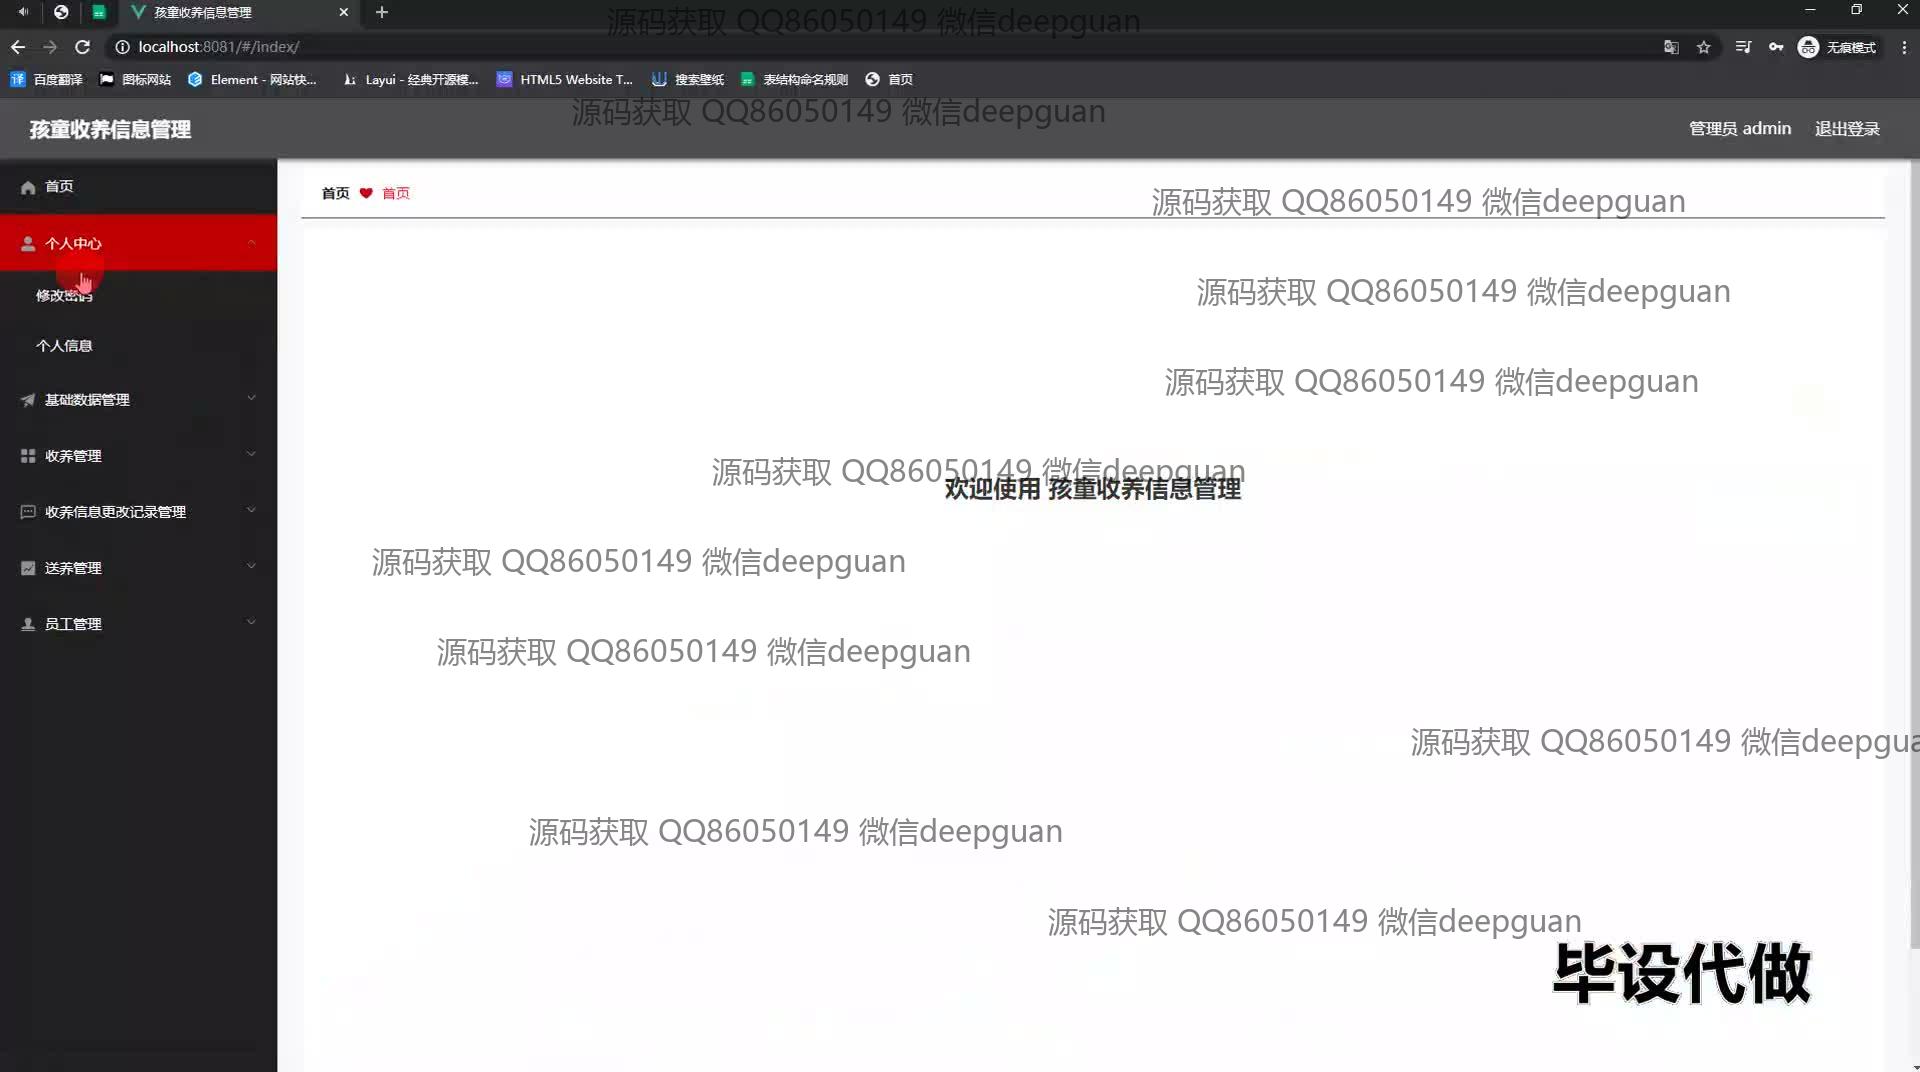 孩童收养信息管理
源码获取 QQ86050149 微信deepguan
localhost:8081/#/index/
无痕模式
百度翻译
图标网站
Element - 网站快...
Layui - 经典开源模...
HTML5 Website T...
搜索壁纸
表结构命名规则
首页
源码获取 QQ86050149 微信deepguan
孩童收养信息管理
管理员 admin
退出登录
首页
首页 首页
源码获取 QQ86050149 微信deepguan
个人中心
修改密码
源码获取 QQ86050149 微信deepguan
个人信息
源码获取 QQ86050149 微信deepguan
基础数据管理
收养管理
源码获取 QQ86050149 微信deepguan
欢迎使用 孩童收养信息管理
收养信息更改记录管理
源码获取 QQ86050149 微信deepguan
送养管理
员工管理
源码获取 QQ86050149 微信deepguan
源码获取 QQ86050149 微信deepgua
源码获取 QQ86050149 微信deepguan
源码获取 QQ86050149 微信deepguan
毕设代做